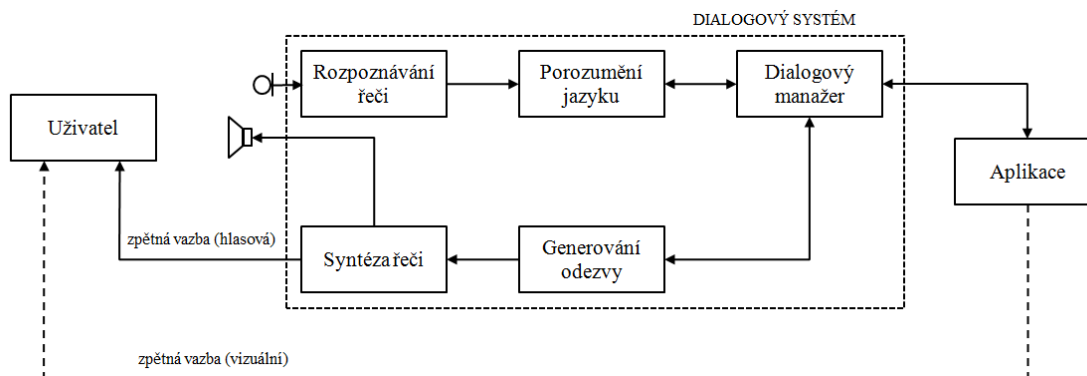 DIALOGOVÝ SYSTÉM
Rozpoznávání
řeči
Porozumění
jazyku
Dialogový
manažer
Uživatel
Aplikace
zpětná vazba (hlasová)
Syntéza řeči
Generování
odezvy
zpětná vazba (vizuální)